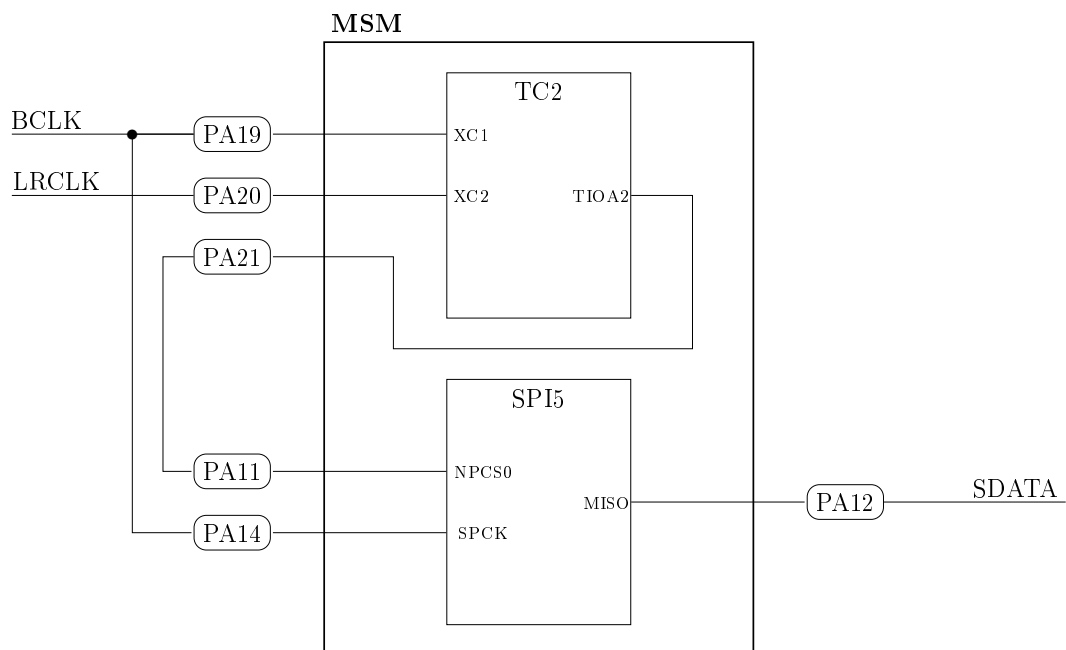 MSM
TC2
BCLK
PA19
XC1
LRCLK
PA20
XC2
TIOA2
PA21
SPI5
PA11
NPCS0
MISO
PA12
SDATA
PA14
SPCK